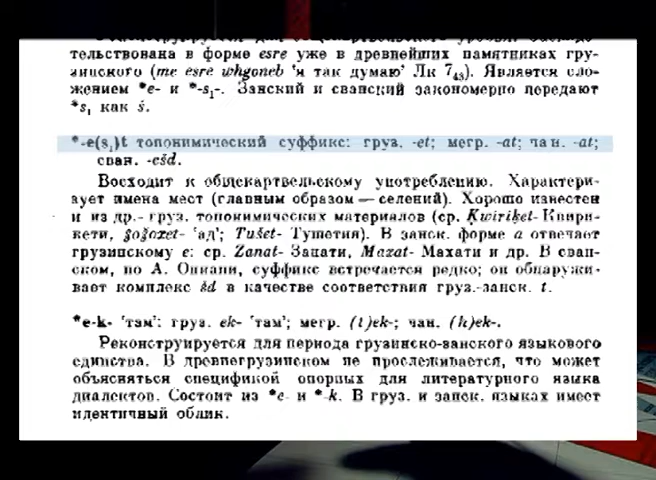 тельствована в форме esre уже в древнейших памятниках гру-
зинского (me esre vhgoneb 'я так думаю' Лк 7₄₃). Является сло-
жением *e- и *-s₁-. Занский и сванский закономерно передают
*s₁ как š.
*-e(s₁)t топонимический суффикс: груз. -et; мегр. -at; чан. -at;
сван. -ešd.
Восходит к общекартвельскому употреблению. Характери-
зует имена мест (главным образом — селений). Хорошо известен
и из др.-груз. топонимических материалов (ср. Ḳwiriḳet- Квири-
кети, 'ад'; Tušet- Тушетия). В занск. форме a отвечает
грузинскому e: ср. Zanat- Занати, Maxat- Махати и др. В сван-
ском, по А. Ониани, суффикс встречается редко; он обнаружи-
вает комплекс šd в качестве соответствия груз.-занск. t.
*e-k- 'там': груз. ek- 'там'; мегр. (t)ek-; чан. (h)ek-.
Реконструируется для периода грузинско-занского языкового
единства. В древнегрузинском не прослеживается, что может
объясняться спецификой опорных для литературного языка
диалектов. Состоит из *e- и *-k. В груз. и занск. языках имеет
идентичный облик.